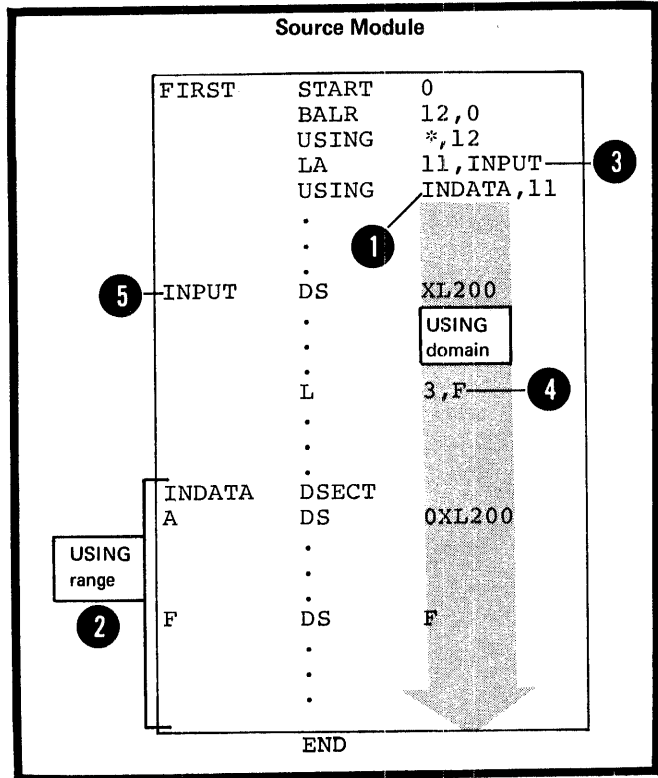 Source Module
FIRST START 0
BALR 12,0
USING *,12
LA 11,INPUT 3
USING INDATA,11
.
1
.
.
5 INPUT DS XL200
.
USING
domain
.
.
L 3,F 4
.
.
.
INDATA DSECT
A DS 0XL200
.
USING
range
.
.
2
F DS F
.
.
.
END